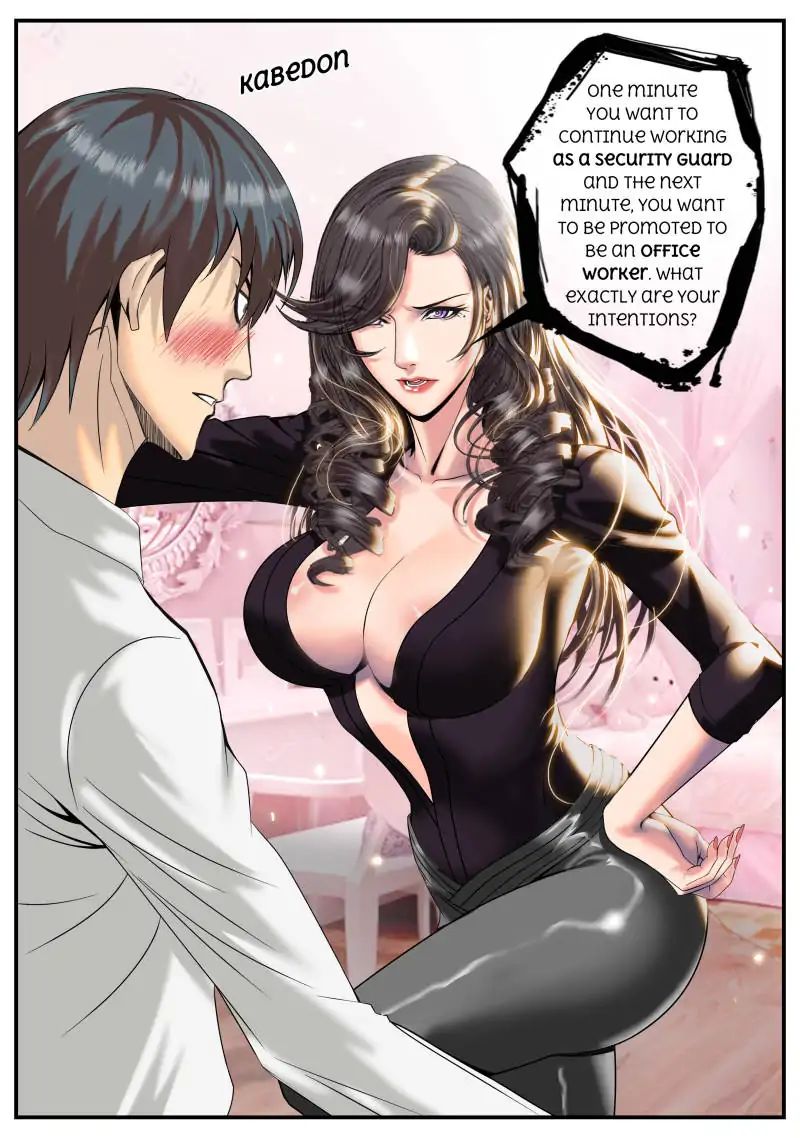 KABEDON
ONE MINUTE
YOU WANT TO
CONTINUE WORKING
AS A SECURITY GUARD
AND THE NEXT
MINUTE, YOU WANT
TO BE PROMOTED TO
BE AN OFFICE
WORKER. WHAT
EXACTLY ARE YOUR
INTENTIONS?